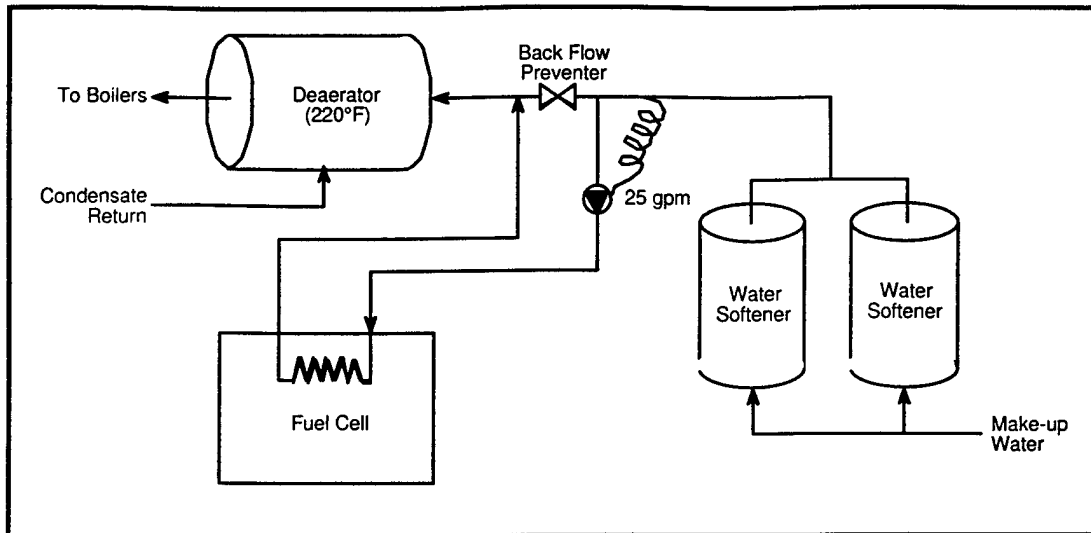 Back Flow
Preventer
To Boilers
Deaerator
(220°F)
Condensate
Return
25 gpm
Water
Softener
Water
Softener
Fuel Cell
Make-up
Water